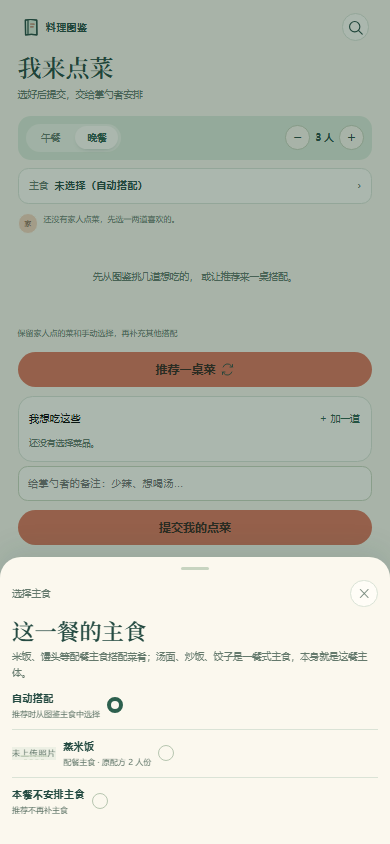 料理图鉴
我来点菜
选好后提交，交给掌勺者安排
午餐 晚餐 − 3 人 +
主食 未选择（自动搭配） ›
家 还没有家人点菜，先选一两道喜欢的。
先从图鉴挑几道想吃的， 或让推荐来一桌搭配。
保留家人点的菜和手动选择，再补充其他搭配
推荐一桌菜
我想吃这些 + 加一道
还没有选择菜品。
给掌勺者的备注：少辣、想喝汤...
提交我的点菜
选择主食
这一餐的主食
米饭、馒头等配餐主食搭配菜肴；汤面、炒饭、饺子是一餐式主食，本身就是这餐主
体。
自动搭配
推荐时从图鉴主食中选择
未上传照片 蒸米饭
配餐主食 · 原配方 2 人份
本餐不安排主食
推荐不再补主食